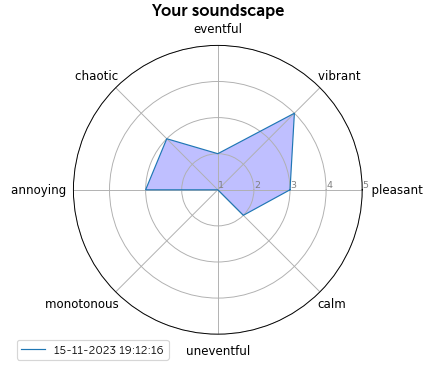 Your soundscape
eventful
chaotic
vibrant
annoying
1 2 3 4 5
pleasant
monotonous
calm
uneventful
15-11-2023 19:12:16